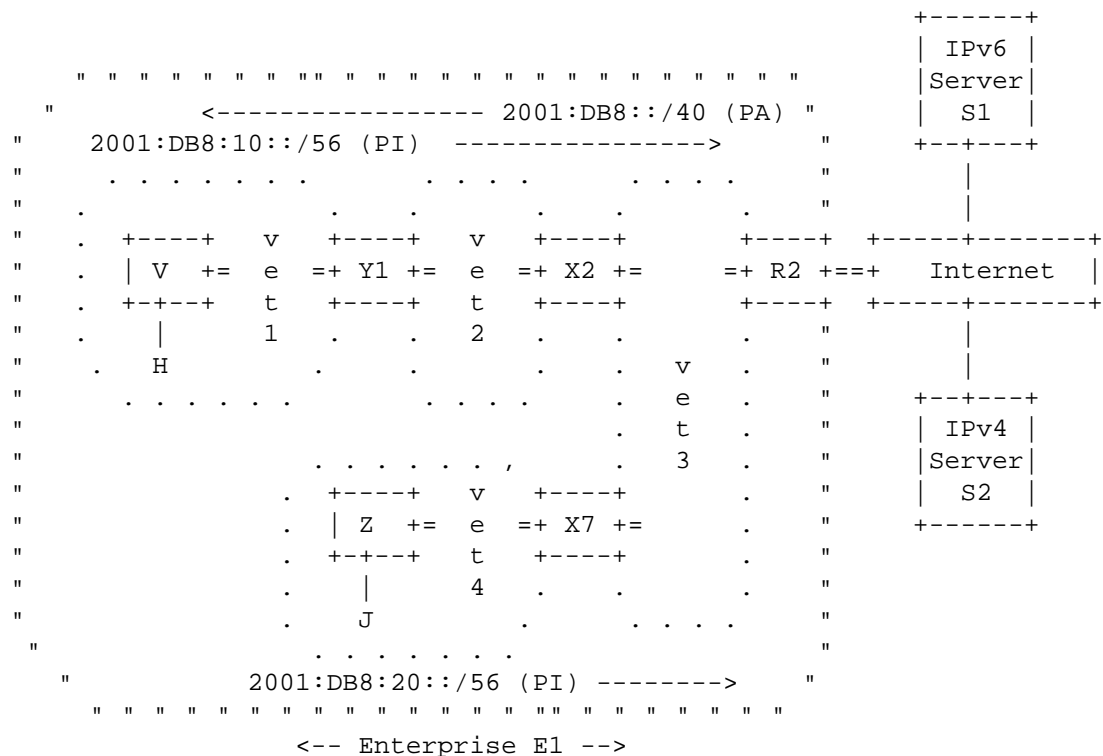 +------+
                                                            | IPv6 |
    " " " " " " " "" " " " " " " " " " " " " " "            |Server|
  "         <---------------- 2001:DB8::/40 (PA) "          |  S1  |
"    2001:DB8:10::/56 (PI)  ---------------->      "        +--+---+
"     . . . . . . .       . . . .      . . . .     "           |
"   .               .    .       .    .       .    "           |
"   .  +----+   v   +----+   v   +----+       +----+  +-----+-------+
"   .  | V  +=  e  =+ Y1 +=  e  =+ X2 +=     =+ R2 +==+   Internet  |
"   .  +-+--+   t   +----+   t   +----+       +----+  +-----+-------+
"   .    |      1   .    .   2   .    .       .    "        |
"    .   H         .     .       .    .   v   .    "        |
"      . . . . . .       . . . .      .   e   .    "     +--+---+
"                                     .   t   .    "     | IPv4 |
"                  . . . . . . ,      .   3   .    "     |Server|
"                .  +----+   v   +----+       .    "     |  S2  |
"                .  | Z  +=  e  =+ X7 +=      .    "     +------+
"                .  +-+--+   t   +----+       .    "
"                .    |      4   .    .       .    "
"                .    J         .      . . . .     "
 "                 . . . . . . .                   "
   "           2001:DB8:20::/56 (PI) -------->    "
     " " " " " " " " " " " " " " "" " " " " " " "
                  <-- Enterprise E1 -->